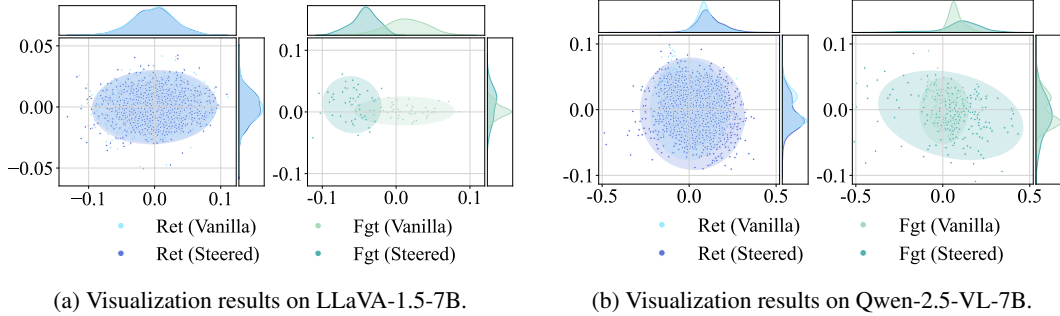 0.05
0.00
−0.05
−0.1
0.0
0.1
Ret (Vanilla)
Ret (Steered)
0.1
0.0
-0.1
-0.1
0.0
0.1
Fgt (Vanilla)
Fgt (Steered)
(a) Visualization results on LLaVA-1.5-7B.
0.1
0.0
-0.1
-0.5
0.0
0.5
Ret (Vanilla)
Ret (Steered)
0.1
0.0
-0.1
-0.5
0.0
0.5
Fgt (Vanilla)
Fgt (Steered)
(b) Visualization results on Qwen-2.5-VL-7B.